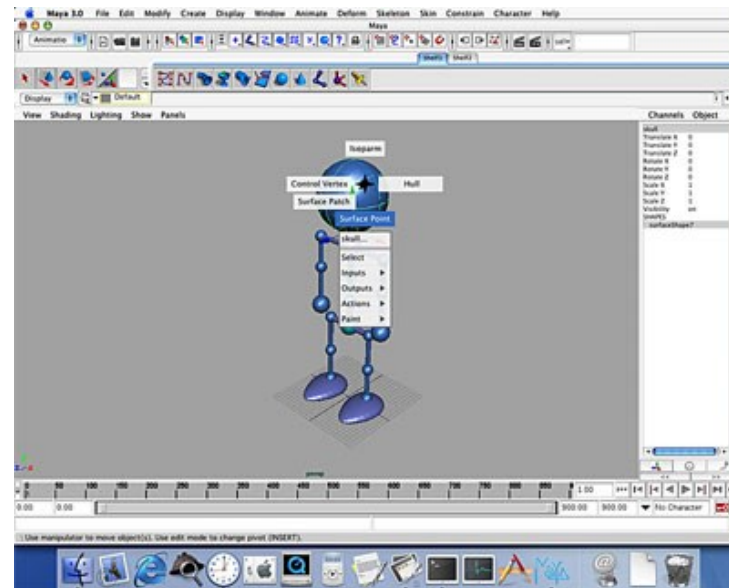 Maya 3.0 File Edit Modify Create Display Window Animate Deform Skeleton Skin Constrain Character Help
Maya
Animatio
Shelf1 Shelf2
Display Default
View Shading Lighting Show Panels
Channels Object
skull
Translate X 0
Translate Y 0
Translate Z 0
Rotate X 0
Rotate Y 0
Rotate Z 0
Scale X 1
Scale Y 1
Scale Z 1
Visibility on
SHAPES
surfaceShape7
Isoparm
Control Vertex
Hull
Surface Patch
Surface Point
skull...
Select
Inputs
Outputs
Actions
Paint
persp
50 100 150 200 250 300 350 400 450 500 550 600 650 700 750 800 850
1.00
0.00 0.00 900.00 900.00 No Character
Use manipulator to move object(s). Use edit mode to change pivot (INSERT).
Maya